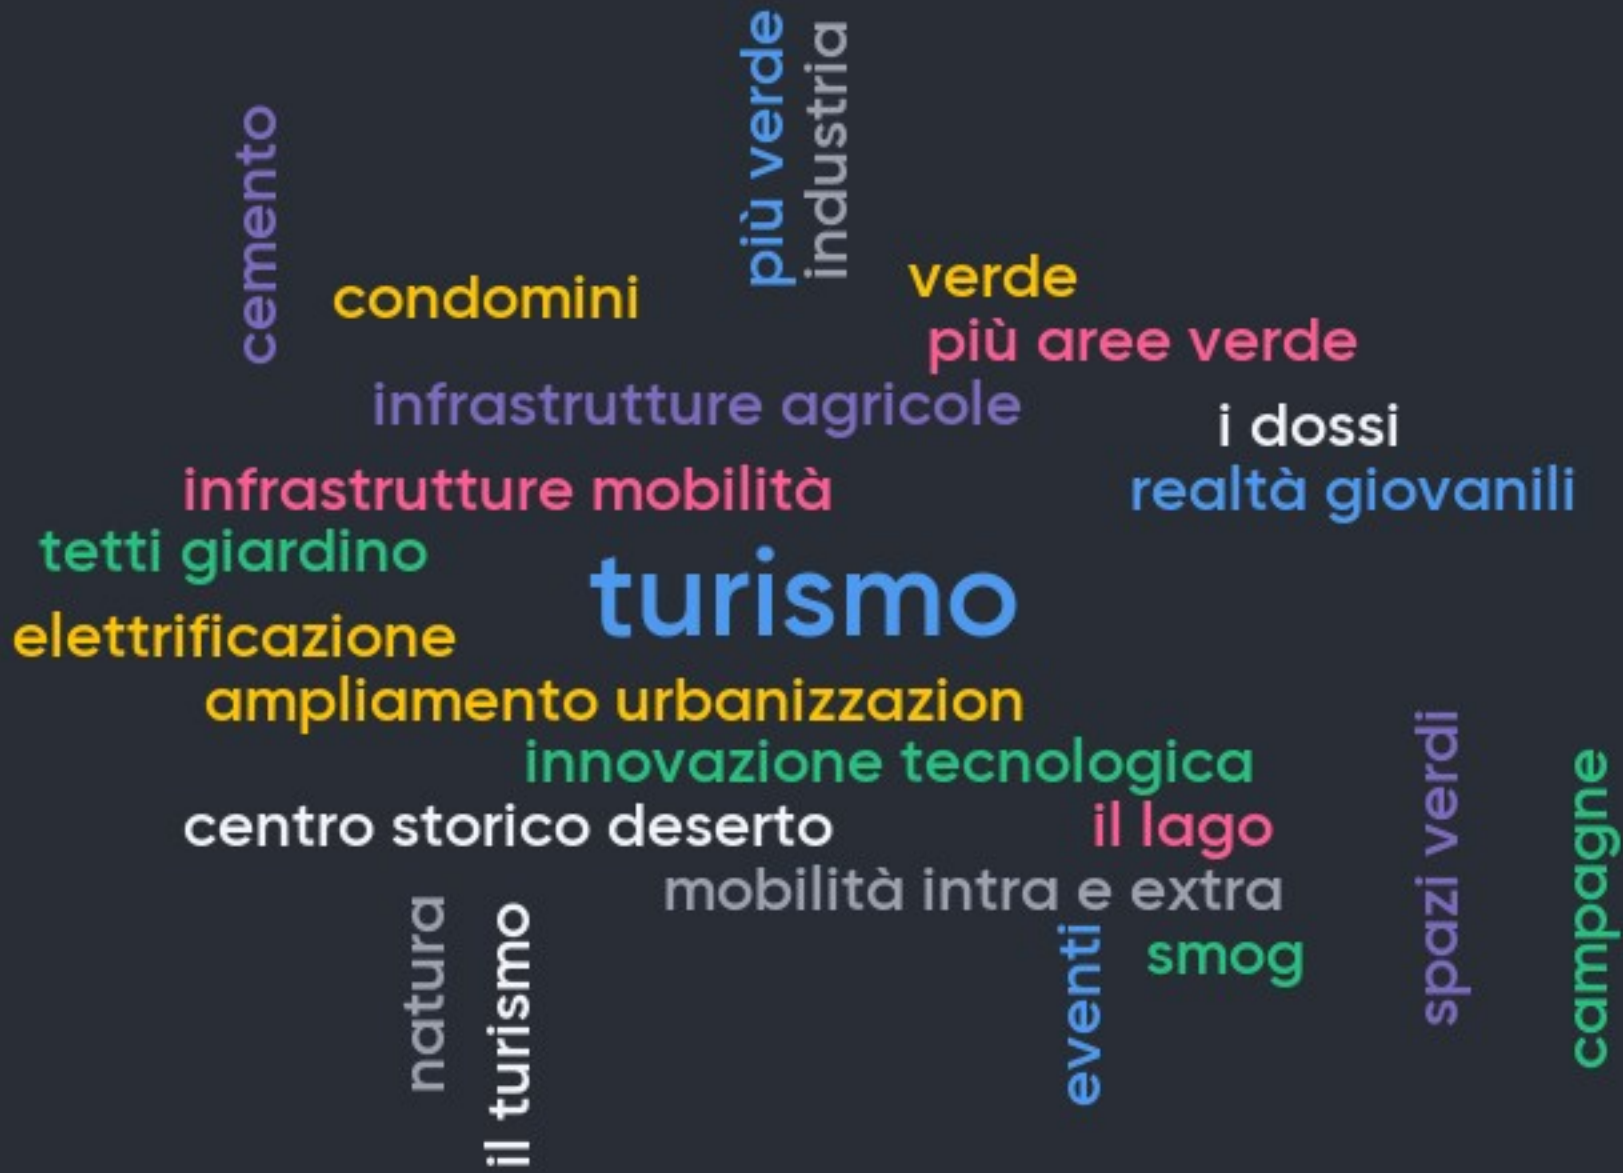 più verde
industria
cemento
condomini
verde
più aree verde
infrastrutture agricole
i dossi
infrastrutture mobilità
realtà giovanili
tetti giardino
turismo
elettrificazione
ampliamento urbanizzazion
innovazione tecnologica
spazi verdi
campagne
centro storico deserto
il lago
mobilità intra e extra
natura
il turismo
eventi
smog